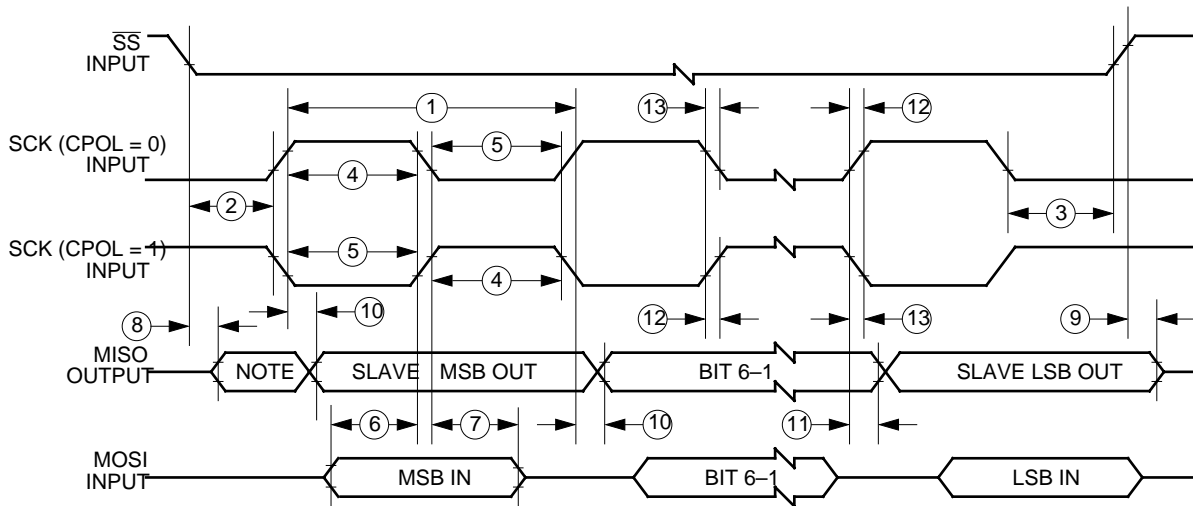 S̅S̅
INPUT
1
13
12
SCK (CPOL = 0)
INPUT
5
4
2
3
SCK (CPOL = 1)
INPUT
5
4
8
10
12
13
9
MISO
OUTPUT
NOTE
SLAVE MSB OUT
BIT 6–1
SLAVE LSB OUT
6
7
10
11
MOSI
INPUT
MSB IN
BIT 6–1
LSB IN